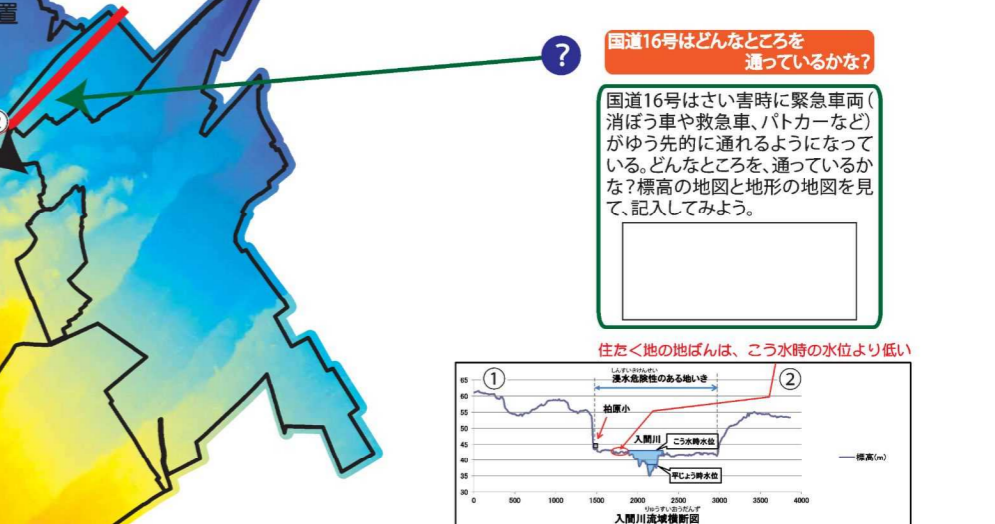 置
?
国道16号はどんなところを
通っているかな?
国道16号はさい害時に緊急車両(
消ぼう車や救急車、パトカーなど)
がゆう先的に通れるようになって
いる。どんなところを、通っているか
な?標高の地図と地形の地図を見
て、記入してみよう。
住たく地の地ばんは、こう水時の水位より低い
しんすいきけんせい
浸水危険性のある地いき
① ②
柏原小
入間川
こう水時水位
平じょう時水位
標高(m)
65
60
55
50
45
40
35
30
0 500 1000 1500 2000 2500 3000 3500 4000
りゅういきおうだんず
入間川流域横断図